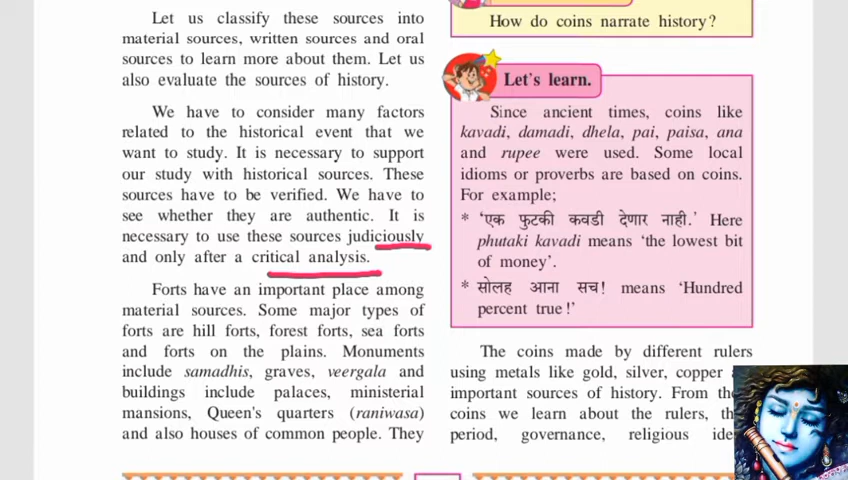 Let us classify these sources into
material sources, written sources and oral
sources to learn more about them. Let us
also evaluate the sources of history.
We have to consider many factors
related to the historical event that we
want to study. It is necessary to support
our study with historical sources. These
sources have to be verified. We have to
see whether they are authentic. It is
necessary to use these sources judiciously
and only after a critical analysis.
Forts have an important place among
material sources. Some major types of
forts are hill forts, forest forts, sea forts
and forts on the plains. Monuments
include samadhis, graves, veergala and
buildings include palaces, ministerial
mansions, Queen's quarters (raniwasa)
and also houses of common people. They
How do coins narrate history?
Let's learn.
Since ancient times, coins like
kavadi, damadi, dhela, pai, paisa, ana
and rupee were used. Some local
idioms or proverbs are based on coins.
For example;
* ‘एक फुटकी कवडी देणार नाही.’ Here
phutaki kavadi means ‘the lowest bit
of money’.
* सोलह आना सच! means ‘Hundred
percent true!’
The coins made by different rulers
using metals like gold, silver, copper
important sources of history. From
coins we learn about the rulers,
period, governance, religious